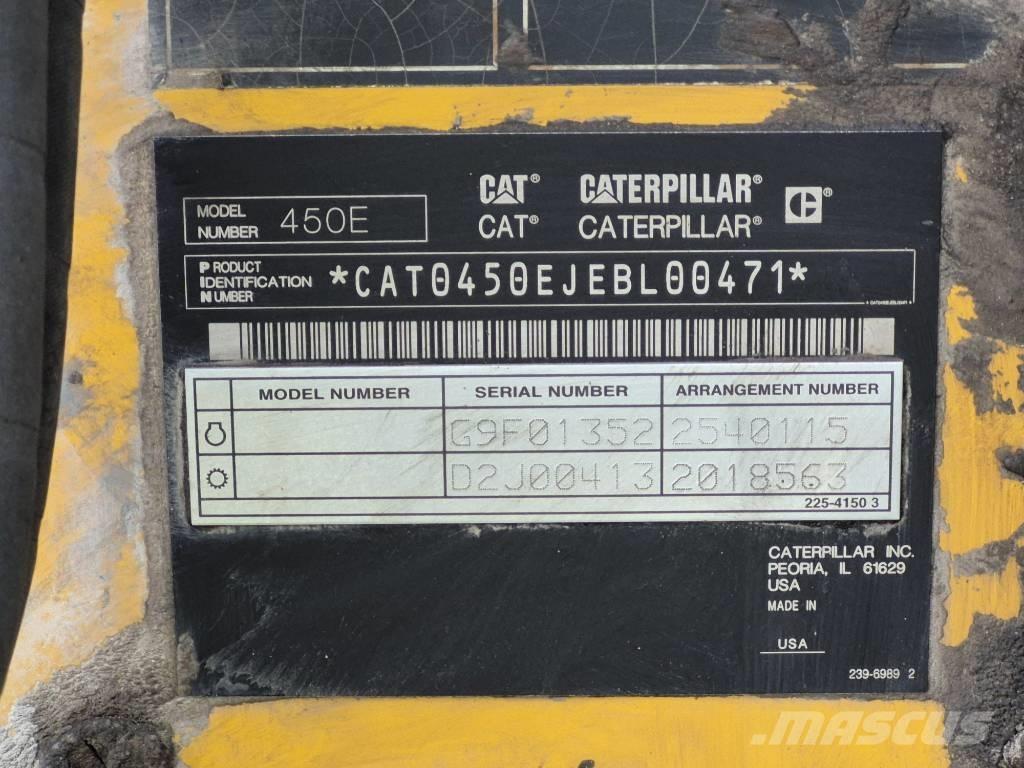 MODEL NUMBER 450E
CAT® CATERPILLAR® ®
CAT® CATERPILLAR®
PRODUCT IDENTIFICATION NUMBER *CAT0450EJEBL00471*
MODEL NUMBER SERIAL NUMBER ARRANGEMENT NUMBER
G9F01352 2540115
D2J00413 2018563
225-4150 3
CATERPILLAR INC.
PEORIA, IL 61629
USA
MADE IN
USA
239-6989 2
MASCUS